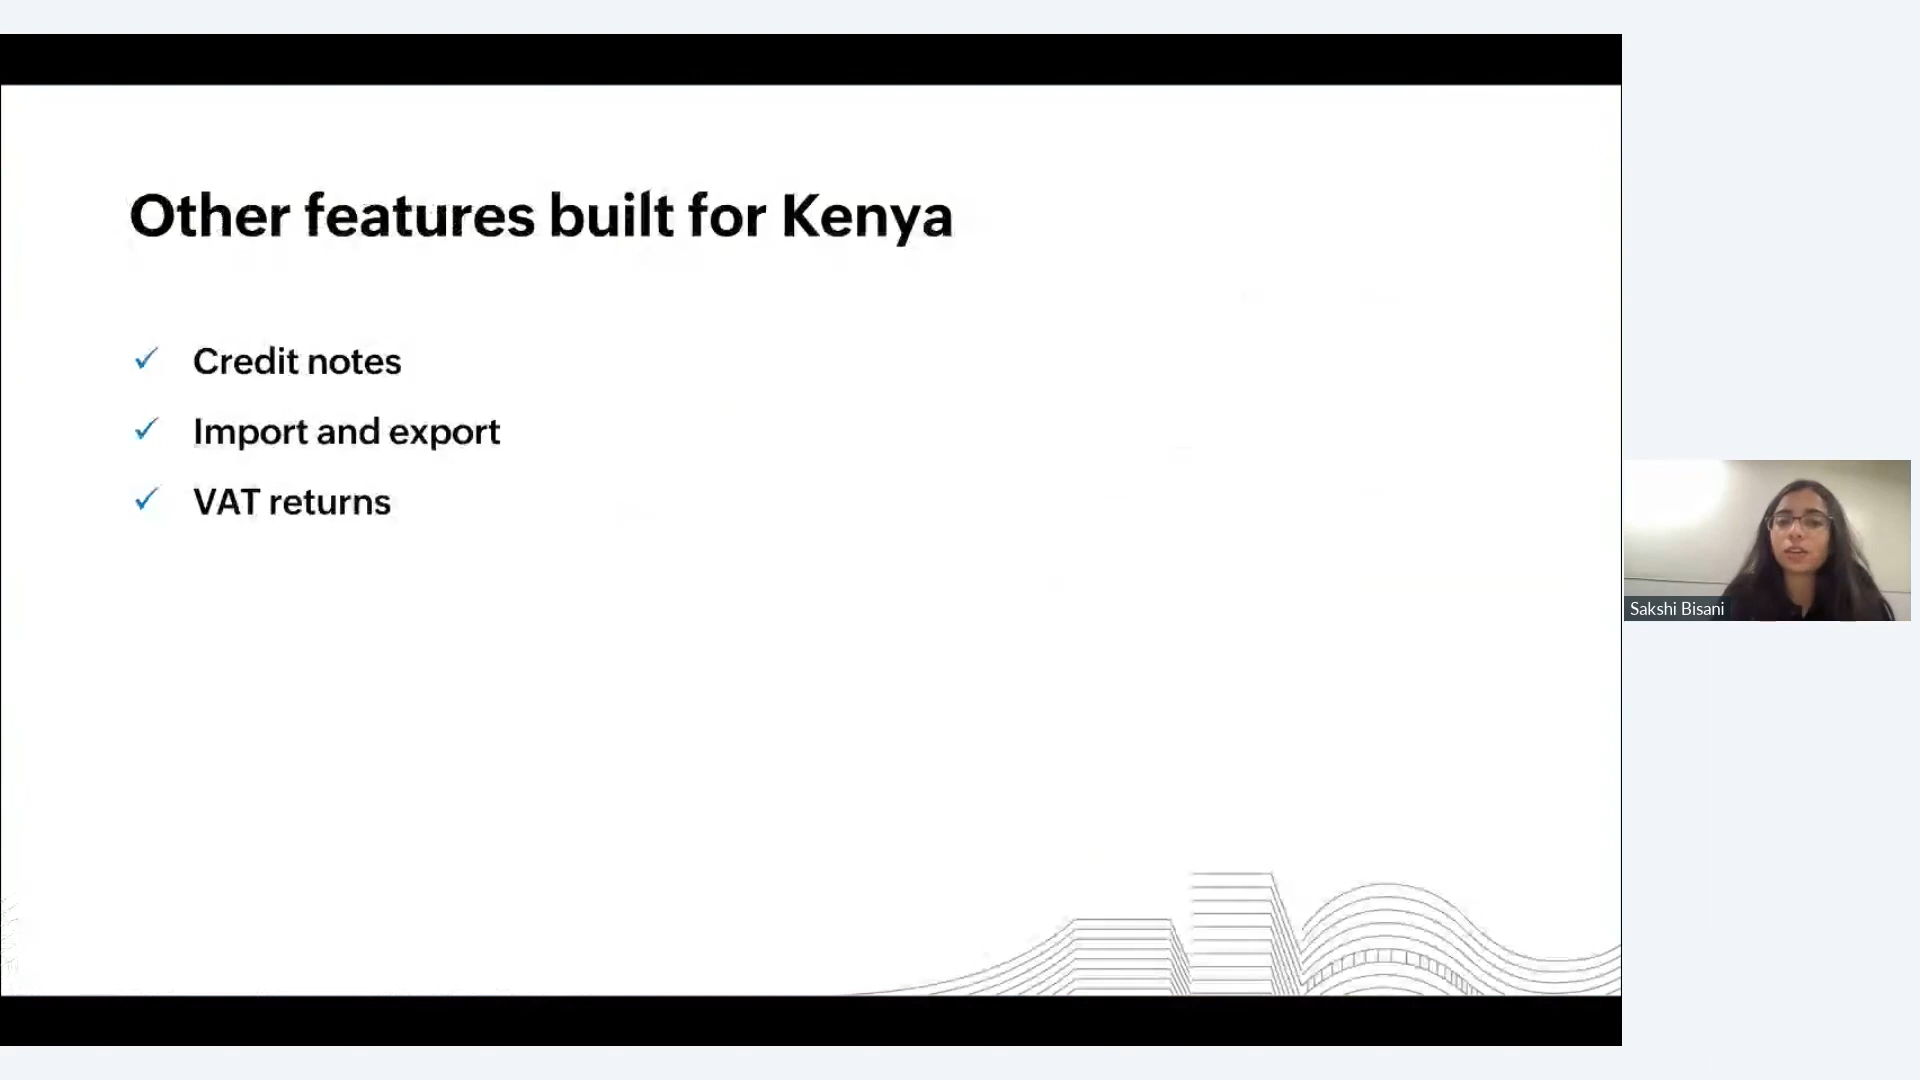 Other features built for Kenya
✓ Credit notes
✓ Import and export
✓ VAT returns
Sakshi Bisani